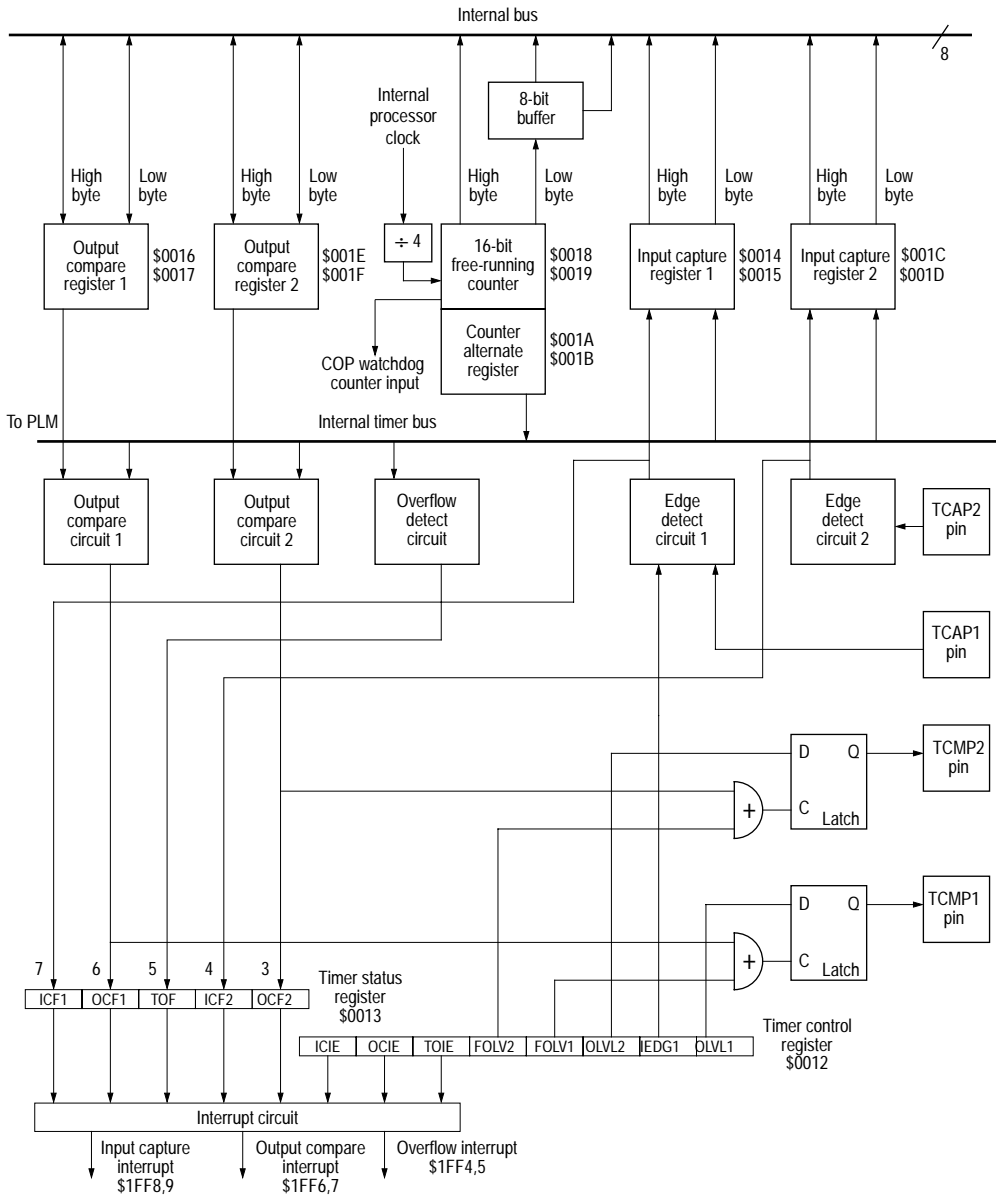 Internal bus
8
Internal
processor
clock
8-bit
buffer
High
byte
Low
byte
High
byte
Low
byte
High
byte
Low
byte
High
byte
Low
byte
High
byte
Low
byte
Output
compare
register 1
$0016
$0017
Output
compare
register 2
$001E
$001F
÷ 4
16-bit
free-running
counter
$0018
$0019
Input capture
register 1
$0014
$0015
Input capture
register 2
$001C
$001D
COP watchdog
counter input
Counter
alternate
register
$001A
$001B
To PLM
Internal timer bus
Output
compare
circuit 1
Output
compare
circuit 2
Overflow
detect
circuit
Edge
detect
circuit 1
Edge
detect
circuit 2
TCAP2
pin
TCAP1
pin
D Q
C
Latch
+
TCMP2
pin
D Q
C
Latch
+
TCMP1
pin
7 6 5 4 3
ICF1 OCF1 TOF ICF2 OCF2
Timer status
register
$0013
ICIE OCIE TOIE FOLV2 FOLV1 OLVL2 IEDG1 OLVL1
Timer control
register
$0012
Interrupt circuit
Input capture
interrupt
$1FF8,9
Output compare
interrupt
$1FF6,7
Overflow interrupt
$1FF4,5